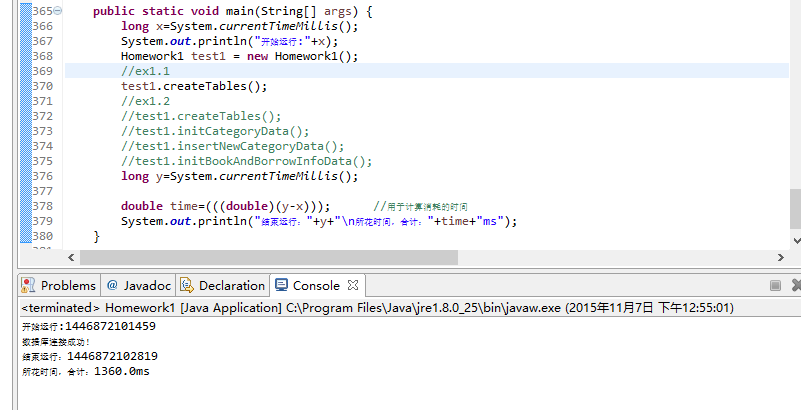 365 public static void main(String[] args) {
366 long x=System.currentTimeMillis();
367 System.out.println("开始运行:"+x);
368 Homework1 test1 = new Homework1();
369 //ex1.1
370 test1.createTables();
371 //ex1.2
372 //test1.createTables();
373 //test1.initCategoryData();
374 //test1.insertNewCategoryData();
375 //test1.initBookAndBorrowInfoData();
376 long y=System.currentTimeMillis();
377
378 double time=(((double)(y-x))); //用于计算消耗的时间
379 System.out.println("结束运行："+y+"\n所花时间，合计："+time+"ms");
380 }
Problems @ Javadoc Declaration Console
<terminated> Homework1 [Java Application] C:\Program Files\Java\jre1.8.0_25\bin\javaw.exe (2015年11月7日 下午12:55:01)
开始运行:1446872101459
数据库连接成功!
结束运行：1446872102819
所花时间，合计：1360.0ms